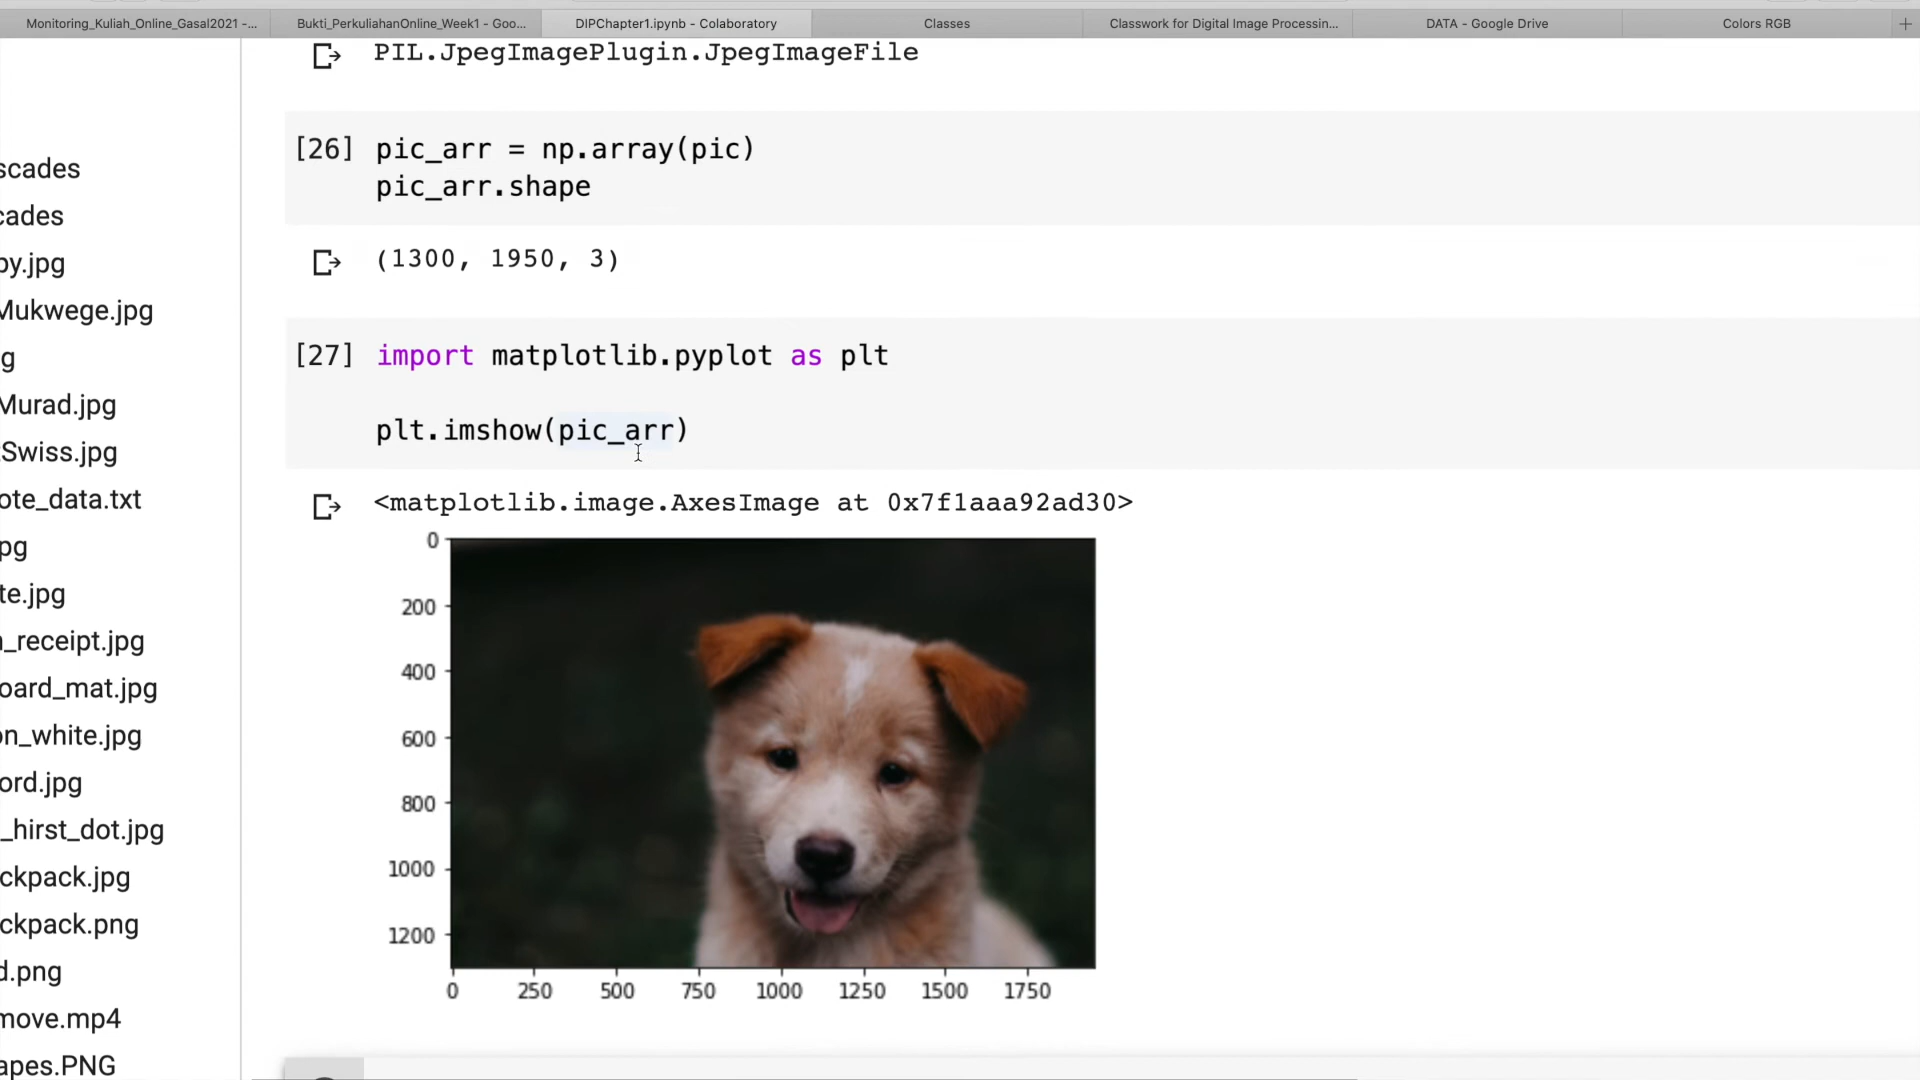 Monitoring_Kuliah_Online_Gasal2021 -...
Bukti_PerkuliahanOnline_Week1 - Goo...
DIPChapter1.ipynb - Colaboratory
Classes
Classwork for Digital Image Processin...
DATA - Google Drive
Colors RGB
+
scades
cades
py.jpg
Mukwege.jpg
g
Murad.jpg
Swiss.jpg
ote_data.txt
pg
te.jpg
_receipt.jpg
oard_mat.jpg
on_white.jpg
ord.jpg
_hirst_dot.jpg
ckpack.jpg
ckpack.png
d.png
move.mp4
apes.PNG
PIL.JpegImagePlugin.JpegImageFile
[26] pic_arr = np.array(pic)
pic_arr.shape
(1300, 1950, 3)
[27] import matplotlib.pyplot as plt
plt.imshow(pic_arr)
<matplotlib.image.AxesImage at 0x7f1aaa92ad30>
0
200
400
600
800
1000
1200
0 250 500 750 1000 1250 1500 1750